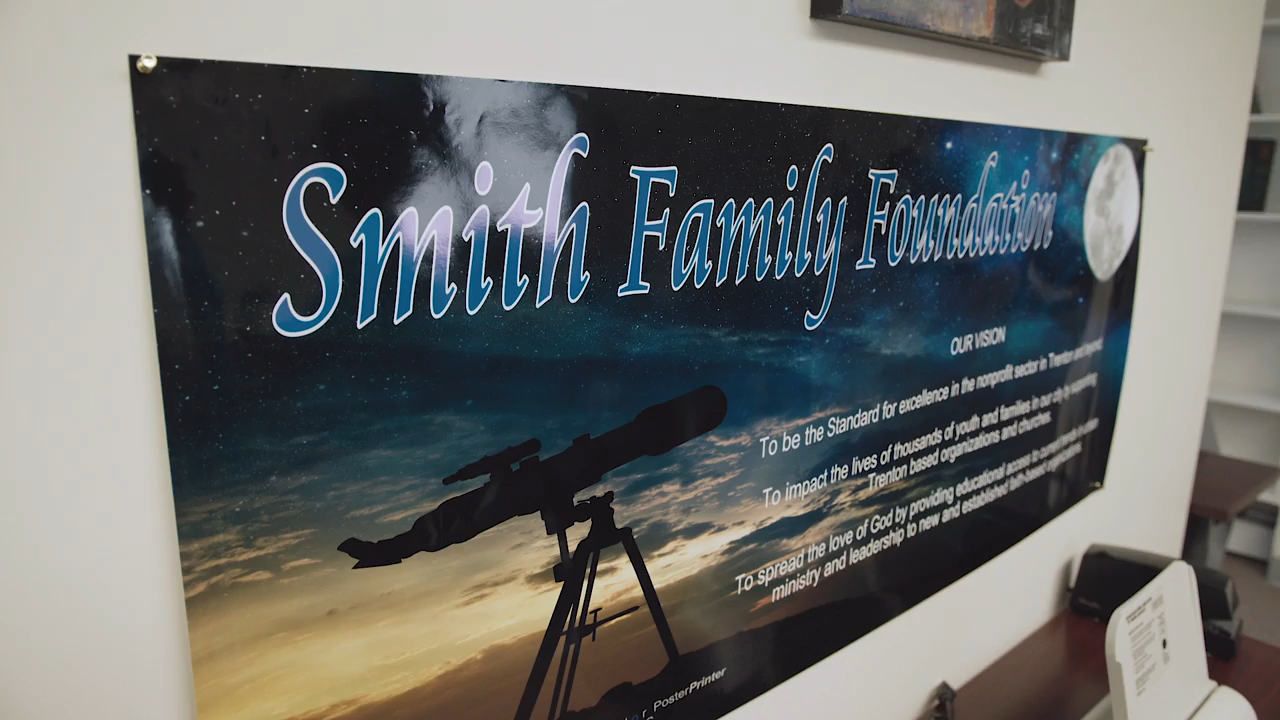 Smith Family Foundation
OUR VISION
To be the Standard for excellence in the nonprofit sector in Trenton and beyond.
To impact the lives of thousands of youth and families in our city by supporting
Trenton based organizations and churches.
To spread the love of God by providing educational access to current trends in urban
ministry and leadership to new and established faith-based organizations.
PosterPrinter